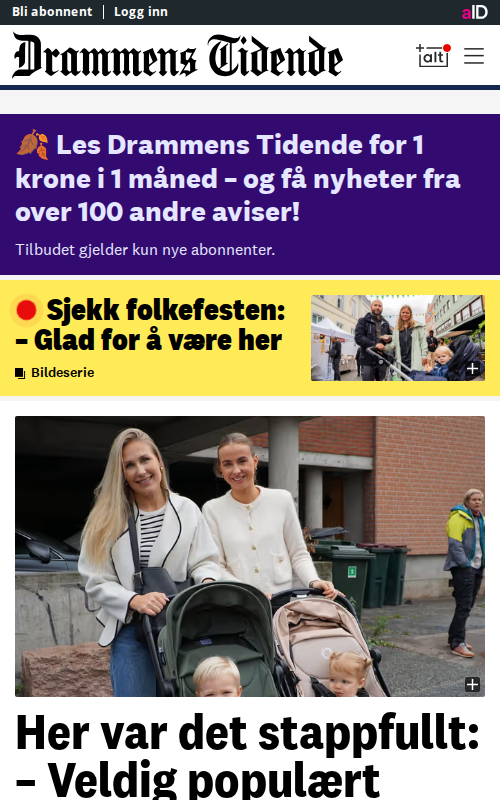 Bli abonnent | Logg inn
aID
Drammens Tidende
+alt
🍂 Les Drammens Tidende for 1
krone i 1 måned – og få nyheter fra
over 100 andre aviser!
Tilbudet gjelder kun nye abonnenter.
Sjekk folkefesten:
– Glad for å være her
Bildeserie
Her var det stappfullt:
– Veldig populært